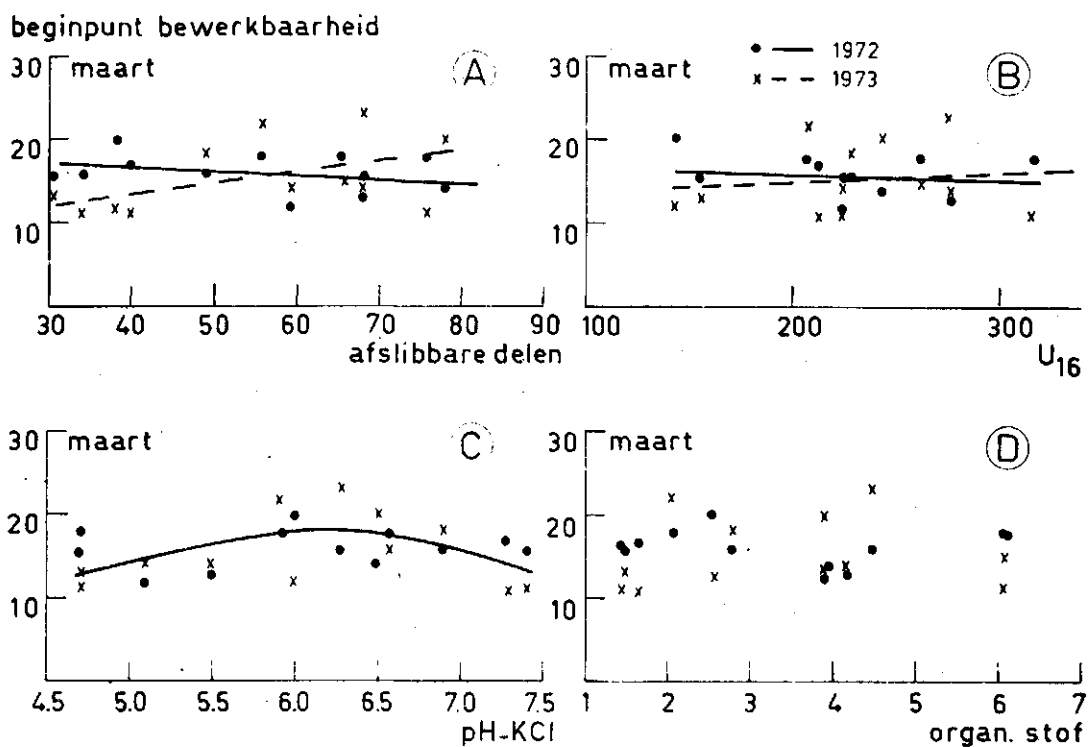 beginpunt bewerkbaarheid
30
maart
A
20
10
30 40 50 60 70 80 90
afslibbare delen
1972
1973
30
maart
B
20
10
100 200 300
U16
30
maart
C
20
10
4.5 5.0 5.5 6.0 6.5 7.0 7.5
pH-KCl
30
maart
D
20
10
1 2 3 4 5 6 7
organ. stof